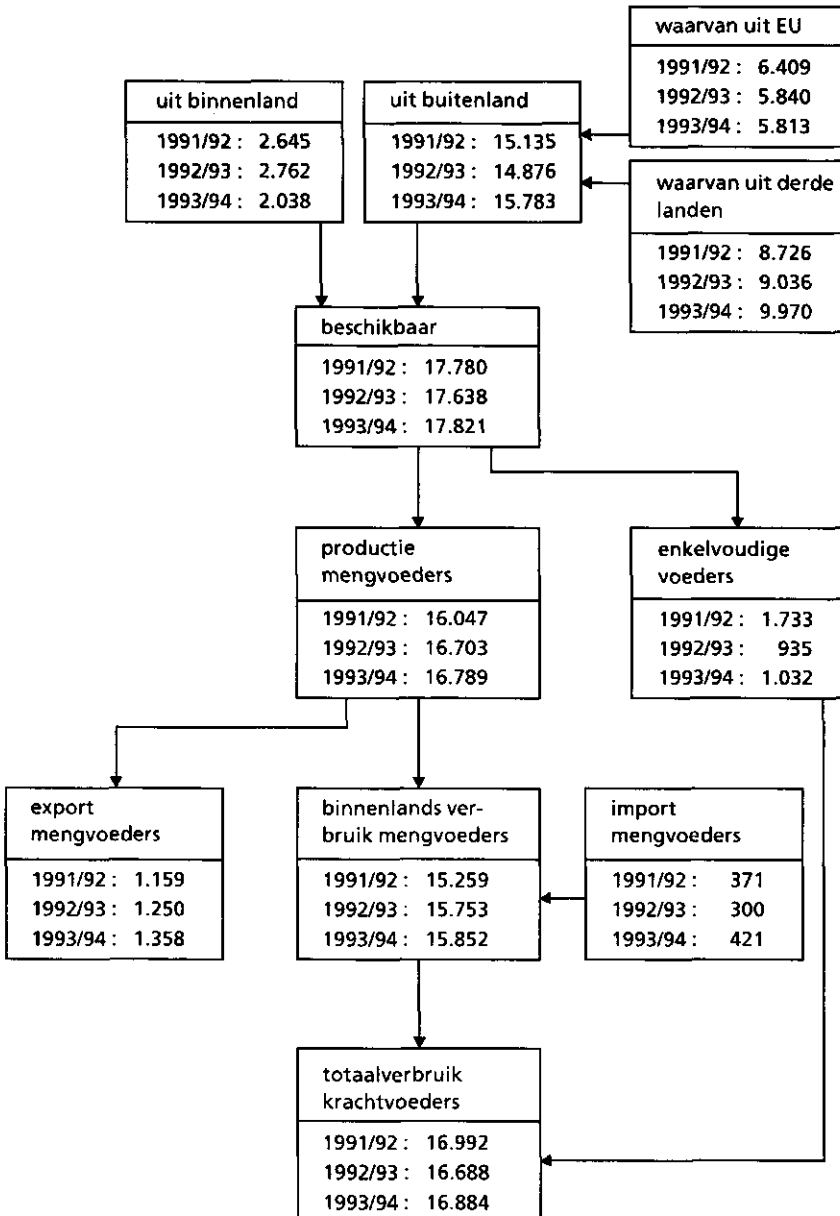 waarvan uit EU
1991/92 : 6.409
1992/93 : 5.840
1993/94 : 5.813
uit binnenland
1991/92 : 2.645
1992/93 : 2.762
1993/94 : 2.038
uit buitenland
1991/92 : 15.135
1992/93 : 14.876
1993/94 : 15.783
waarvan uit derde
landen
1991/92 : 8.726
1992/93 : 9.036
1993/94 : 9.970
beschikbaar
1991/92 : 17.780
1992/93 : 17.638
1993/94 : 17.821
productie
mengvoeders
1991/92 : 16.047
1992/93 : 16.703
1993/94 : 16.789
enkelvoudige
voeders
1991/92 : 1.733
1992/93 : 935
1993/94 : 1.032
export
mengvoeders
1991/92 : 1.159
1992/93 : 1.250
1993/94 : 1.358
binnenlands ver-
bruik mengvoeders
1991/92 : 15.259
1992/93 : 15.753
1993/94 : 15.852
import
mengvoeders
1991/92 : 371
1992/93 : 300
1993/94 : 421
totaalverbruik
krachtvoeders
1991/92 : 16.992
1992/93 : 16.688
1993/94 : 16.884